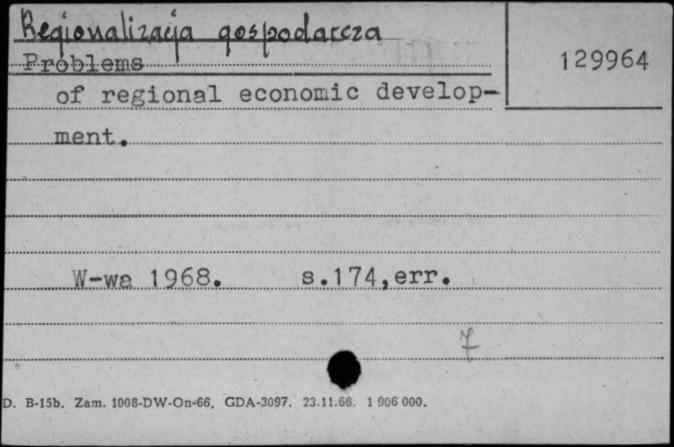 Regionalizacja gospodarcza
129964
Problems
of regional economic develop-
ment.
W-wa 1968. s.174,err.
7
D. B-15b. Zam. 1008-DW-On-66. GDA-3097. 23.11.66. 1 906 000.